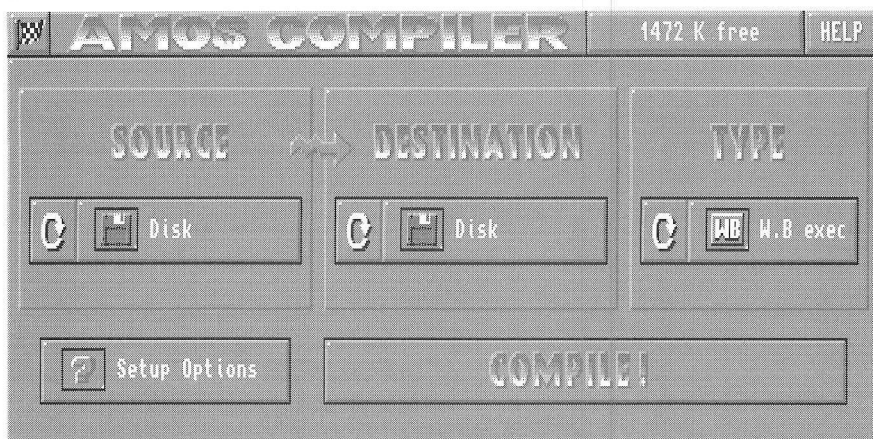 AMOS COMPILER
1472 K free
HELP
SOURCE
DESTINATION
TYPE
Disk
Disk
WB
W.B exec
? Setup Options
COMPILE!